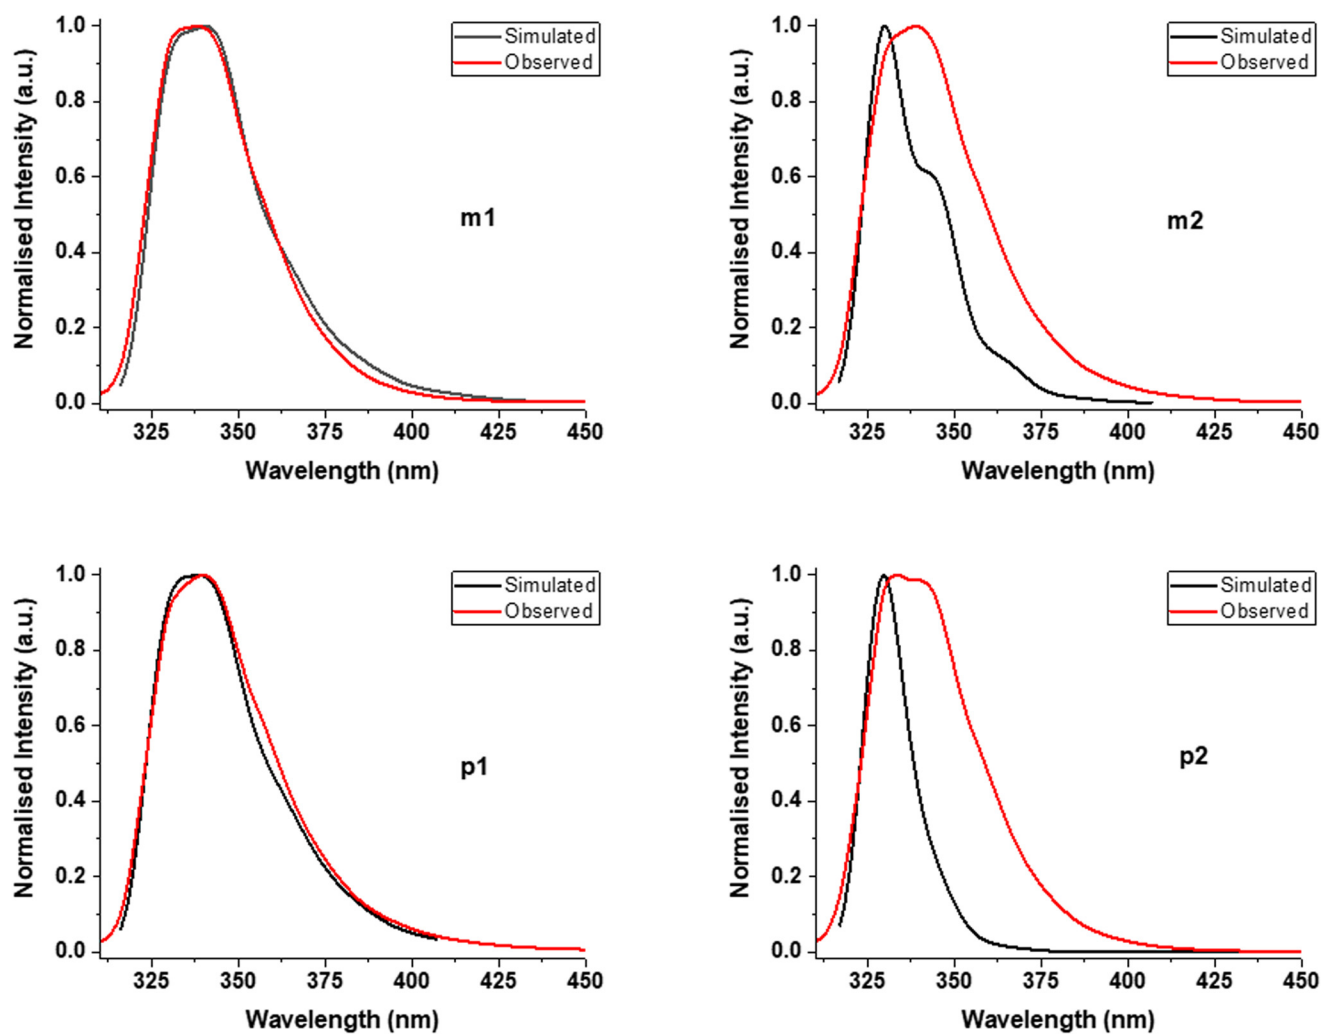 Normalised Intensity (a.u.)
1.0
0.8
0.6
0.4
0.2
0.0
Simulated
Observed
m1
325 350 375 400 425 450
Wavelength (nm)
Normalised Intensity (a.u.)
1.0
0.8
0.6
0.4
0.2
0.0
Simulated
Observed
m2
325 350 375 400 425 450
Wavelength (nm)
Normalised Intensity (a.u.)
1.0
0.8
0.6
0.4
0.2
0.0
Simulated
Observed
p1
325 350 375 400 425 450
Wavelength (nm)
Normalised Intensity (a.u.)
1.0
0.8
0.6
0.4
0.2
0.0
Simulated
Observed
p2
325 350 375 400 425 450
Wavelength (nm)